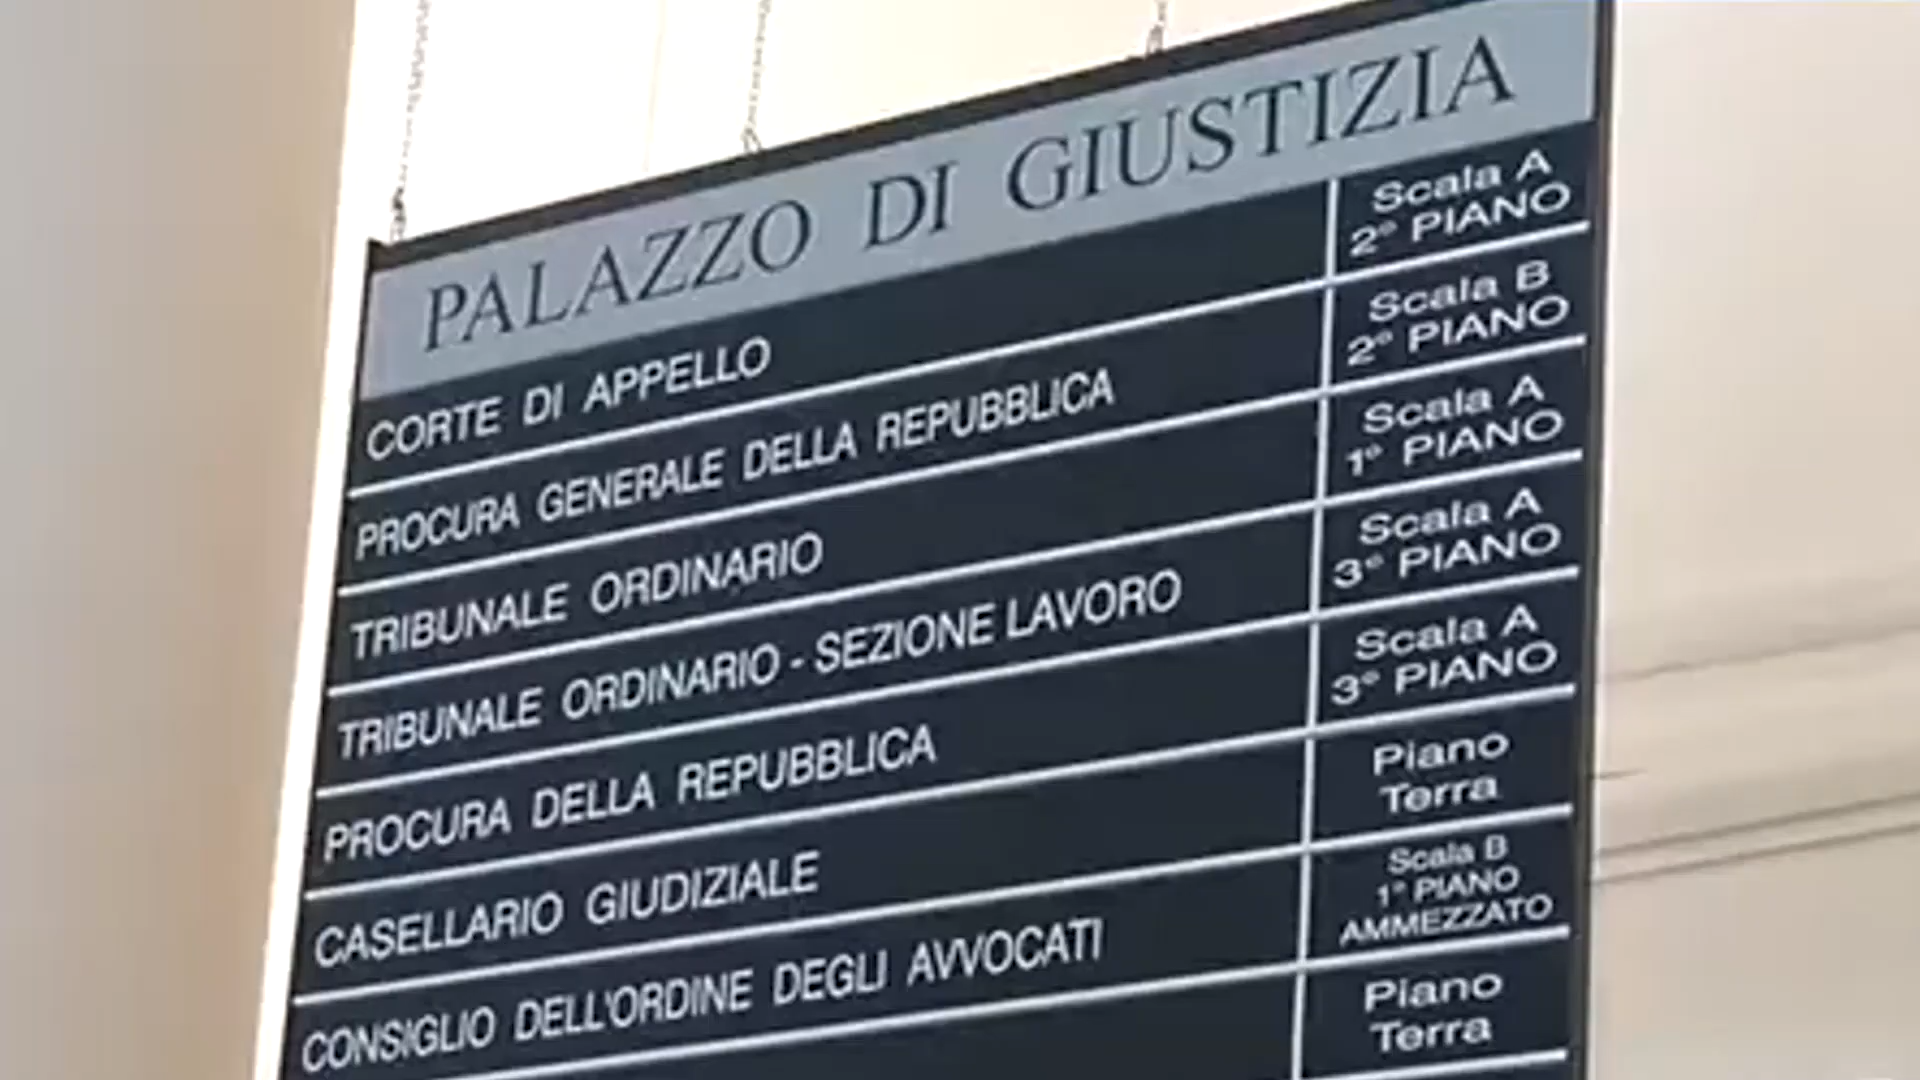 PALAZZO DI GIUSTIZIA
CORTE DI APPELLO
Scala A
2° PIANO
PROCURA GENERALE DELLA REPUBBLICA
Scala B
2° PIANO
TRIBUNALE ORDINARIO
Scala A
1° PIANO
TRIBUNALE ORDINARIO - SEZIONE LAVORO
Scala A
3° PIANO
PROCURA DELLA REPUBBLICA
Scala A
3° PIANO
CASELLARIO GIUDIZIALE
Piano
Terra
CONSIGLIO DELL'ORDINE DEGLI AVVOCATI
Scala B
1° PIANO
AMMEZZATO
Piano
Terra